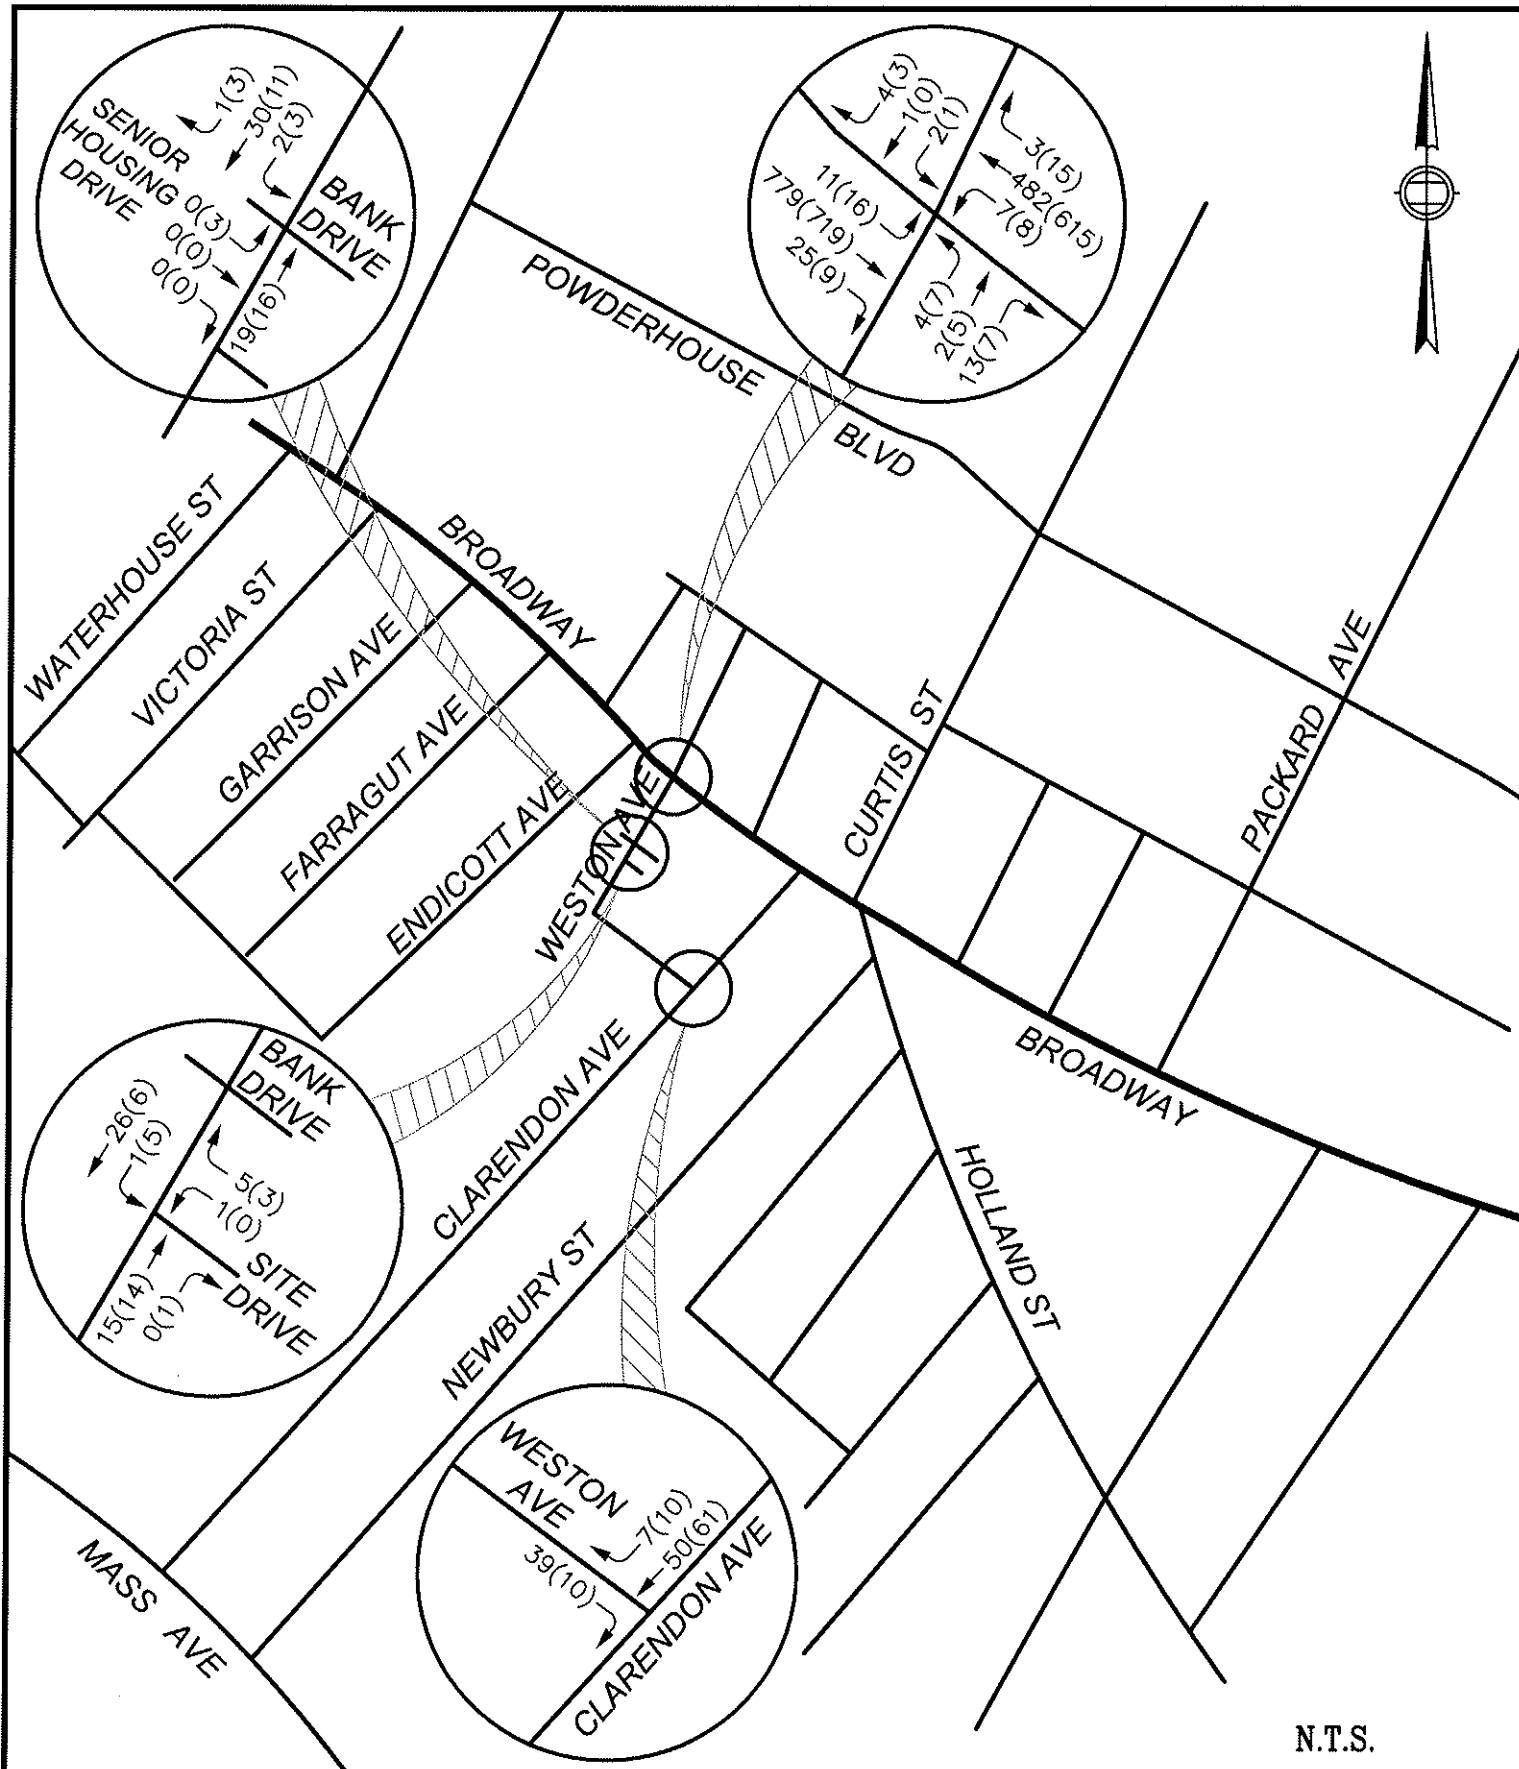 1(3)
30(11)
2(3)
SENIOR
HOUSING
DRIVE
0(3)
0(0)
0(0)
19(16)
BANK
DRIVE
4(3)
1(0)
2(1)
3(15)
482(615)
7(8)
11(16)
779(719)
25(9)
4(7)
2(5)
13(7)
POWDERHOUSE
BLVD
WATERHOUSE ST
VICTORIA ST
GARRISON AVE
FARRAGUT AVE
ENDICOTT AVE
WESTON AVE
BROADWAY
CURTIS ST
PACKARD AVE
BROADWAY
HOLLAND ST
CLARENDON AVE
NEWBURY ST
MASS AVE
BANK
DRIVE
26(6)
1(5)
5(3)
1(0)
15(14)
0(1)
SITE
DRIVE
WESTON
AVE
7(10)
50(61)
39(10)
CLARENDON AVE
N.T.S.